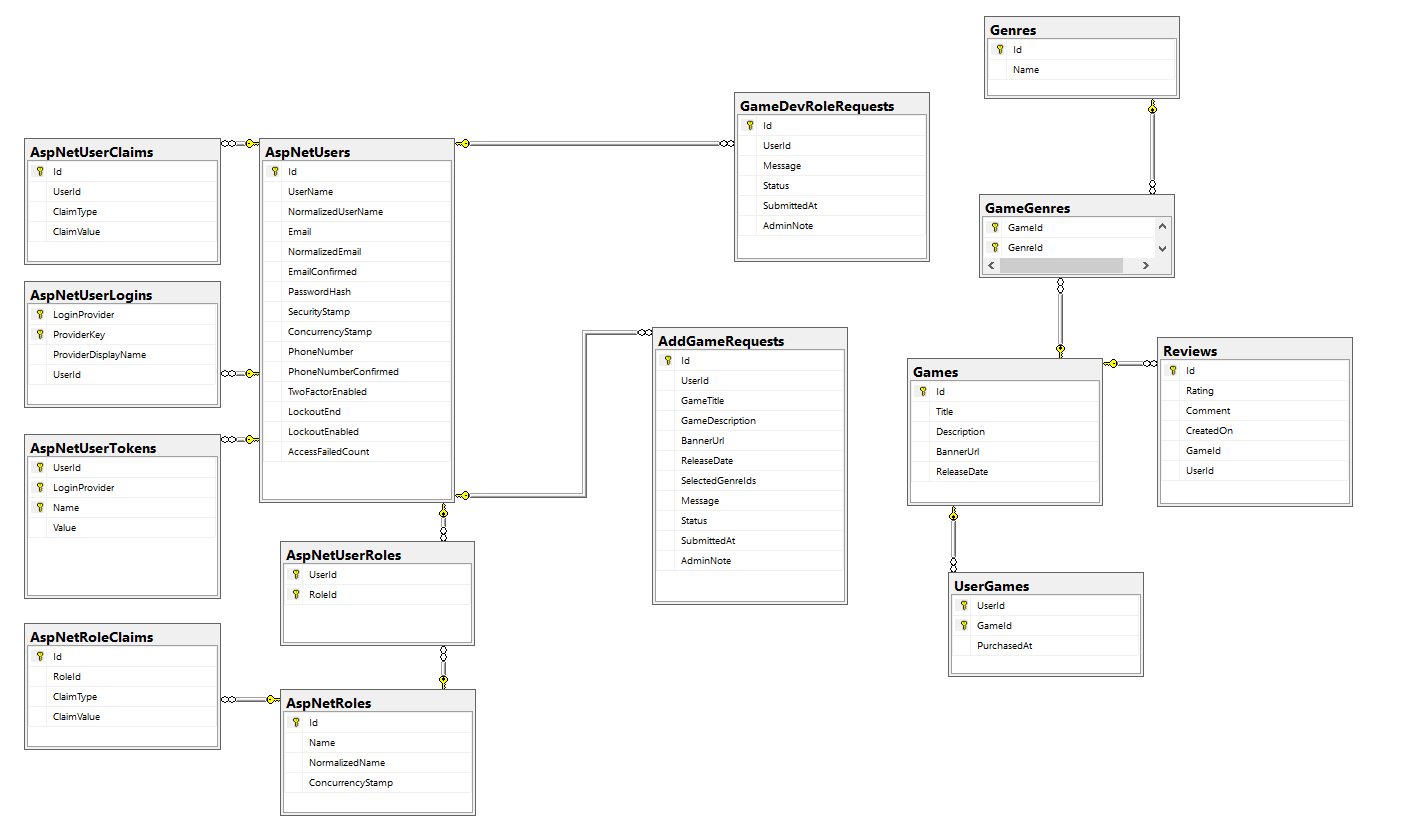 Genres
Id
Name
GameDevRoleRequests
Id
UserId
Message
Status
SubmittedAt
AdminNote
AspNetUserClaims
Id
UserId
ClaimType
ClaimValue
AspNetUsers
Id
UserName
NormalizedUserName
Email
NormalizedEmail
EmailConfirmed
PasswordHash
SecurityStamp
ConcurrencyStamp
PhoneNumber
PhoneNumberConfirmed
TwoFactorEnabled
LockoutEnd
LockoutEnabled
AccessFailedCount
GameGenres
GameId
GenreId
AspNetUserLogins
LoginProvider
ProviderKey
ProviderDisplayName
UserId
AddGameRequests
Id
UserId
GameTitle
GameDescription
BannerUrl
ReleaseDate
SelectedGenreIds
Message
Status
SubmittedAt
AdminNote
Reviews
Id
Rating
Comment
CreatedOn
GameId
UserId
Games
Id
Title
Description
BannerUrl
ReleaseDate
AspNetUserTokens
UserId
LoginProvider
Name
Value
AspNetUserRoles
UserId
RoleId
UserGames
UserId
GameId
PurchasedAt
AspNetRoleClaims
Id
RoleId
ClaimType
ClaimValue
AspNetRoles
Id
Name
NormalizedName
ConcurrencyStamp